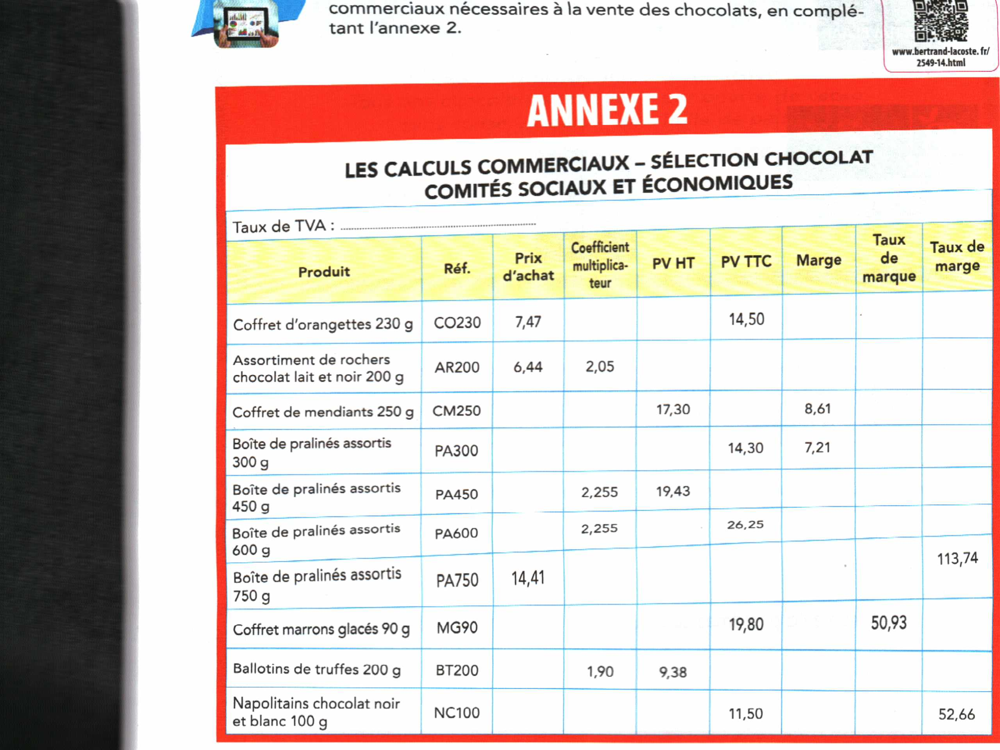 commerciaux nécessaires à la vente des chocolats, en complé-
tant l'annexe 2.
www.bertrand-lacoste.fr/
2549-14.html
ANNEXE 2
LES CALCULS COMMERCIAUX – SÉLECTION CHOCOLAT
COMITÉS SOCIAUX ET ÉCONOMIQUES
Taux de TVA : ..........................................................
Produit Réf. Prix d'achat Coefficient multiplica-teur PV HT PV TTC Marge Taux de marque Taux de marge
Coffret d'orangettes 230 g CO230 7,47 14,50
Assortiment de rochers
chocolat lait et noir 200 g AR200 6,44 2,05
Coffret de mendiants 250 g CM250 17,30 8,61
Boîte de pralinés assortis
300 g PA300 14,30 7,21
Boîte de pralinés assortis
450 g PA450 2,255 19,43
Boîte de pralinés assortis
600 g PA600 2,255 26,25
Boîte de pralinés assortis
750 g PA750 14,41 113,74
Coffret marrons glacés 90 g MG90 19,80 50,93
Ballotins de truffes 200 g BT200 1,90 9,38
Napolitains chocolat noir
et blanc 100 g NC100 11,50 52,66